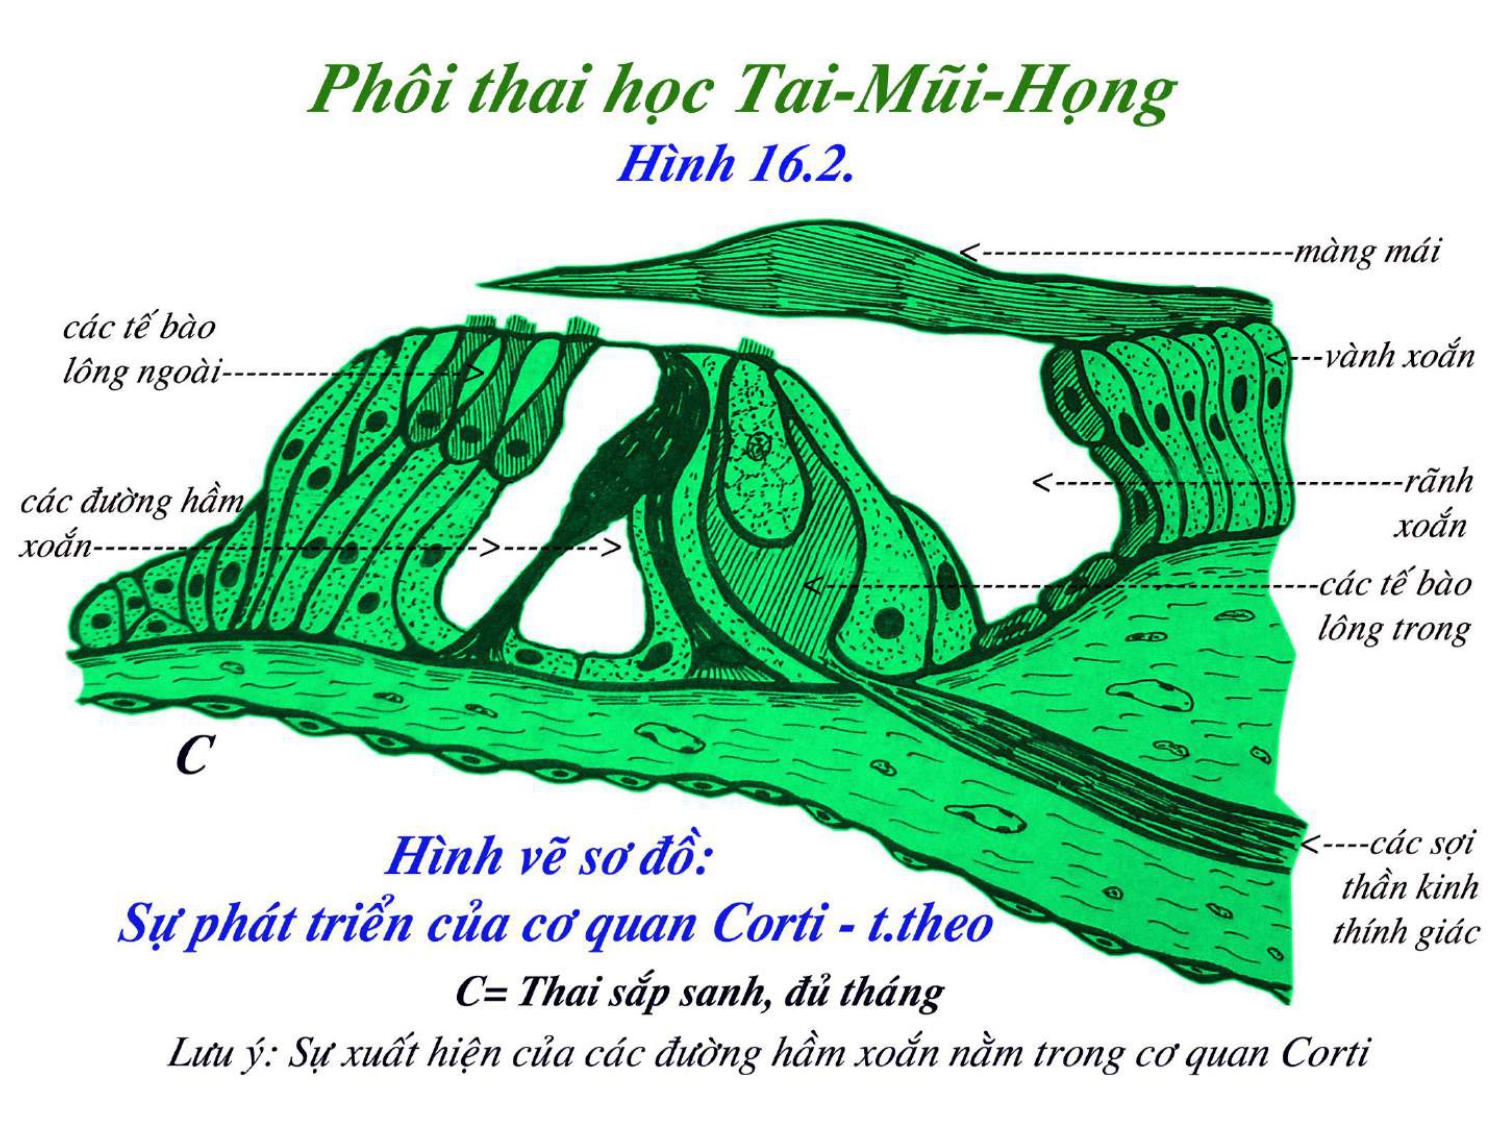 Phôi thai học Tai-Mũi-Họng
Hình 16.2.
màng mái
các tế bào
lông ngoài
vành xoắn
các đường hầm
xoắn
rãnh
xoắn
các tế bào
lông trong
C
các sợi
thần kinh
thính giác
Hình vẽ sơ đồ:
Sự phát triển của cơ quan Corti - t.theo
C= Thai sắp sanh, đủ tháng
Lưu ý: Sự xuất hiện của các đường hầm xoắn nằm trong cơ quan Corti